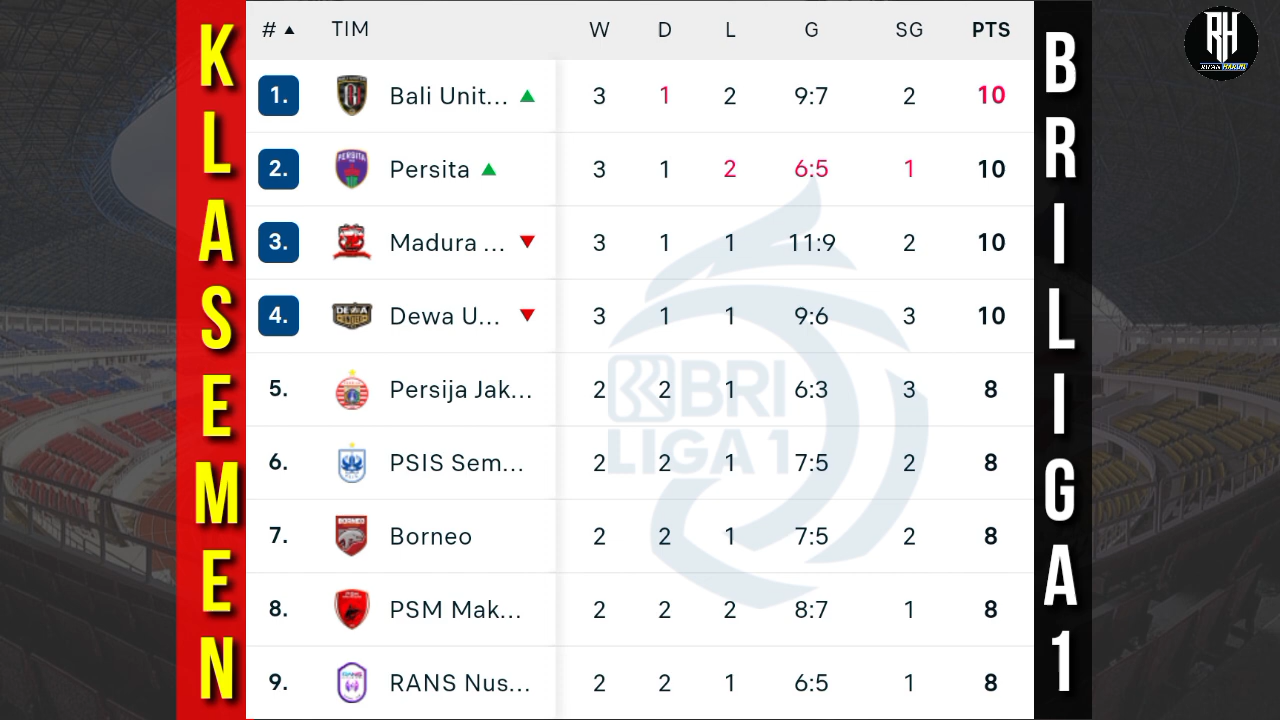 KLASEMEN
# TIM W D L G SG PTS
1. Bali Unit... 3 1 2 9:7 2 10
2. Persita 3 1 2 6:5 1 10
3. Madura ... 3 1 1 11:9 2 10
4. Dewa U... 3 1 1 9:6 3 10
5. Persija Jak... 2 2 1 6:3 3 8
6. PSIS Sem... 2 2 1 7:5 2 8
7. Borneo 2 2 1 7:5 2 8
8. PSM Mak... 2 2 2 8:7 1 8
9. RANS Nus... 2 2 1 6:5 1 8
BRI
LIGA 1
BRI LIGA 1
RH
PERSITA
DEWA
BORNEO
RANS